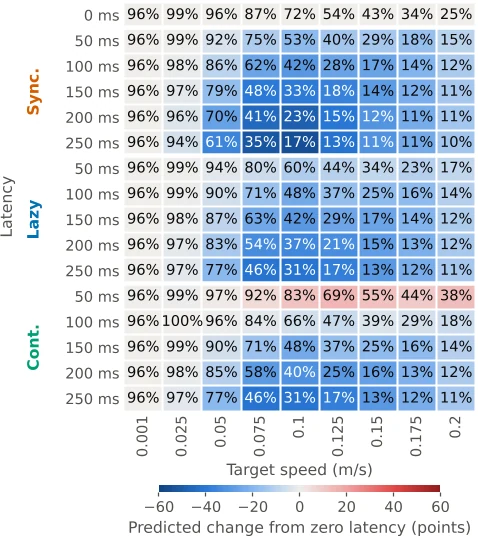 0 ms 96% 99% 96% 87% 72% 54% 43% 34% 25%
50 ms 96% 99% 92% 75% 53% 40% 29% 18% 15%
100 ms 96% 98% 86% 62% 42% 28% 17% 14% 12%
150 ms 96% 97% 79% 48% 33% 18% 14% 12% 11%
200 ms 96% 96% 70% 41% 23% 15% 12% 11% 11%
250 ms 96% 94% 61% 35% 17% 13% 11% 11% 10%
Sync.
50 ms 96% 99% 94% 80% 60% 44% 34% 23% 17%
100 ms 96% 99% 90% 71% 48% 37% 25% 16% 14%
150 ms 96% 98% 87% 63% 42% 29% 17% 14% 12%
200 ms 96% 97% 83% 54% 37% 21% 15% 13% 12%
250 ms 96% 97% 77% 46% 31% 17% 13% 12% 11%
Lazy
Latency
50 ms 96% 99% 97% 92% 83% 69% 55% 44% 38%
100 ms 96% 100% 96% 84% 66% 47% 39% 29% 18%
150 ms 96% 99% 90% 71% 48% 37% 25% 16% 14%
200 ms 96% 98% 85% 58% 40% 25% 16% 13% 12%
250 ms 96% 97% 77% 46% 31% 17% 13% 12% 11%
Cont.
0.001 0.025 0.05 0.075 0.1 0.125 0.15 0.175 0.2
Target speed (m/s)
−60 −40 −20 0 20 40 60
Predicted change from zero latency (points)